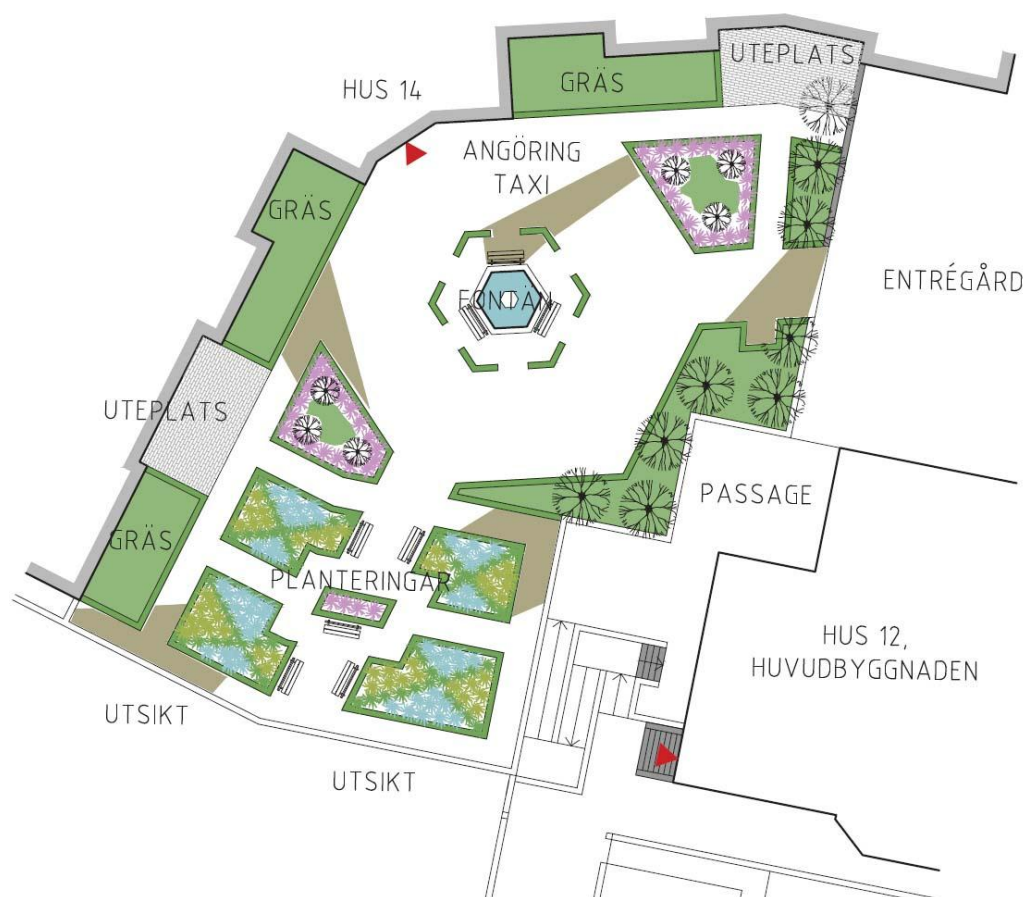 UTEPLATS
HUS 14
GRÄS
ANGÖRING
TAXI
GRÄS
ENTRÉGÅRD
FONTÄN
UTEPLATS
PASSAGE
GRÄS
PLANTERINGAR
HUS 12,
HUVUDBYGGNADEN
UTSIKT
UTSIKT